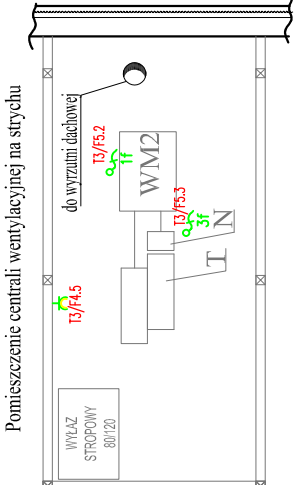 Pomieszczenie centrali wentylacyjnej na strychu
do wyrzutni dachowej
T3/F5.2
1f
WM2
T3/F5.3
3f
N
T
T3/F4.5
WYŁAZ
STROPOWY
80/120